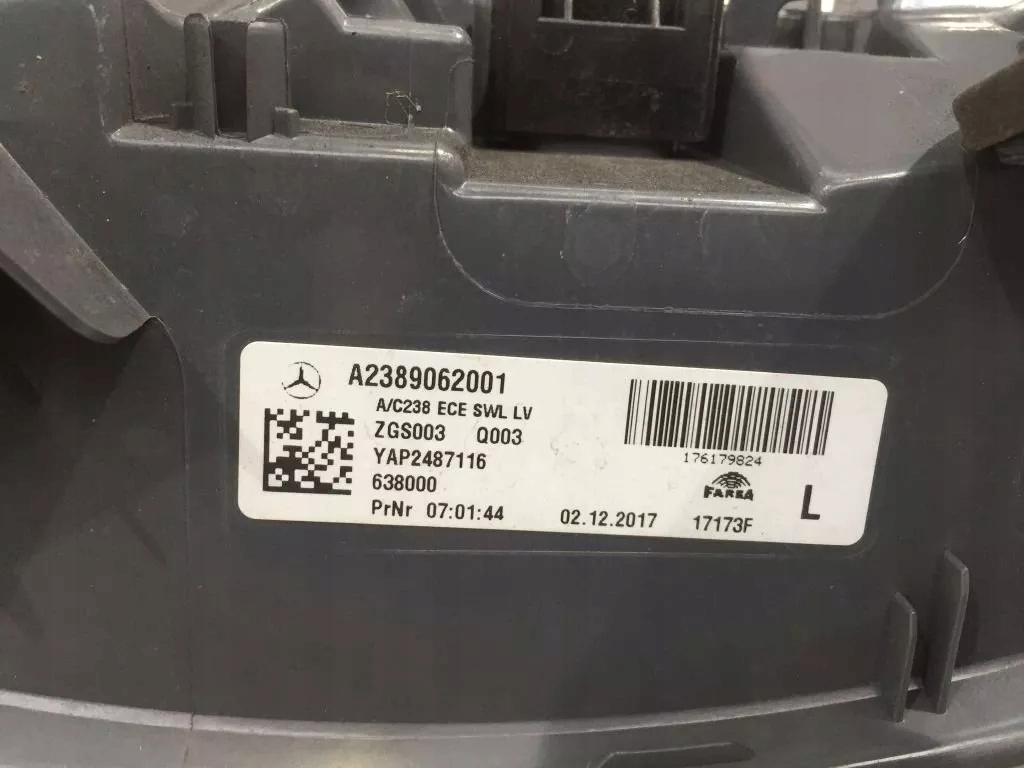 A2389062001
A/C238 ECE SWL LV
ZGS003 Q003
YAP2487116
638000
PrNr 07:01:44 02.12.2017
176179824
FARBA
17173F
L